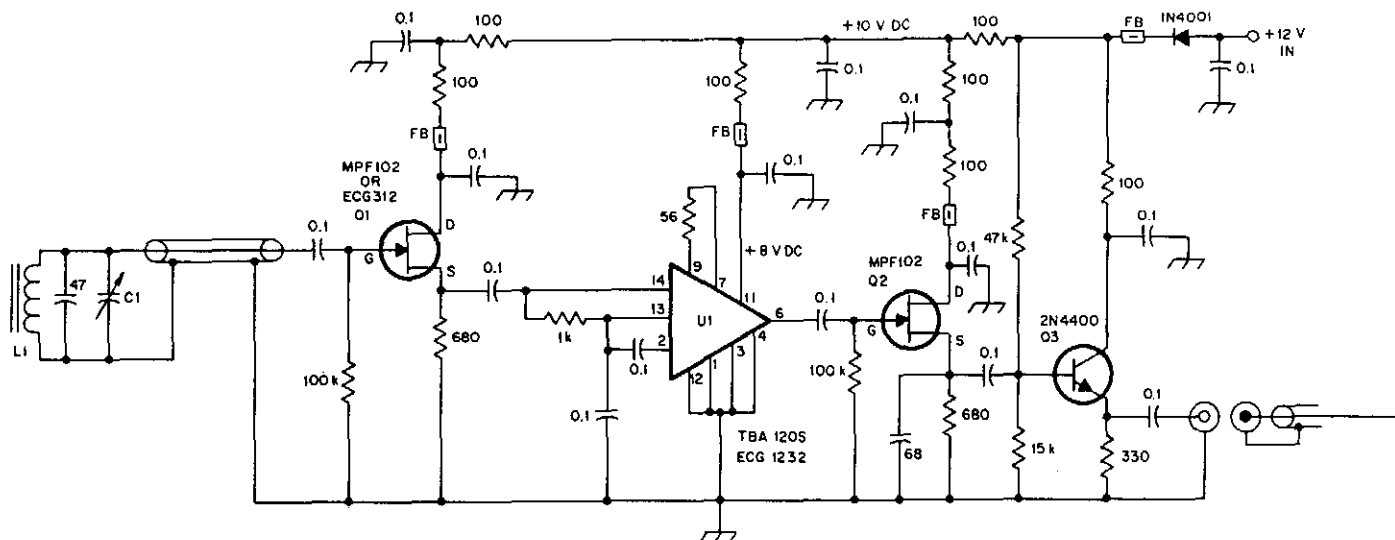 0.1
100
+10 V DC
100
FB
1N4001
+12 V
IN
0.1
100
100
0.1
100
0.1
FB
FB
0.1
100
100
MPF102
OR
ECG312
Q1
0.1
0.1
56
FB
0.1
D
+8 V DC
47k
0.1
0.1
G
S
0.1
9
7
11
MPF102
Q2
0.1
D
2N4400
Q3
47
C1
14
13
2
U1
6
4
G
S
0.1
L1
680
1k
0.1
12
1
3
100k
0.1
100k
680
0.1
TBA 120S
ECG 1232
68
15k
330